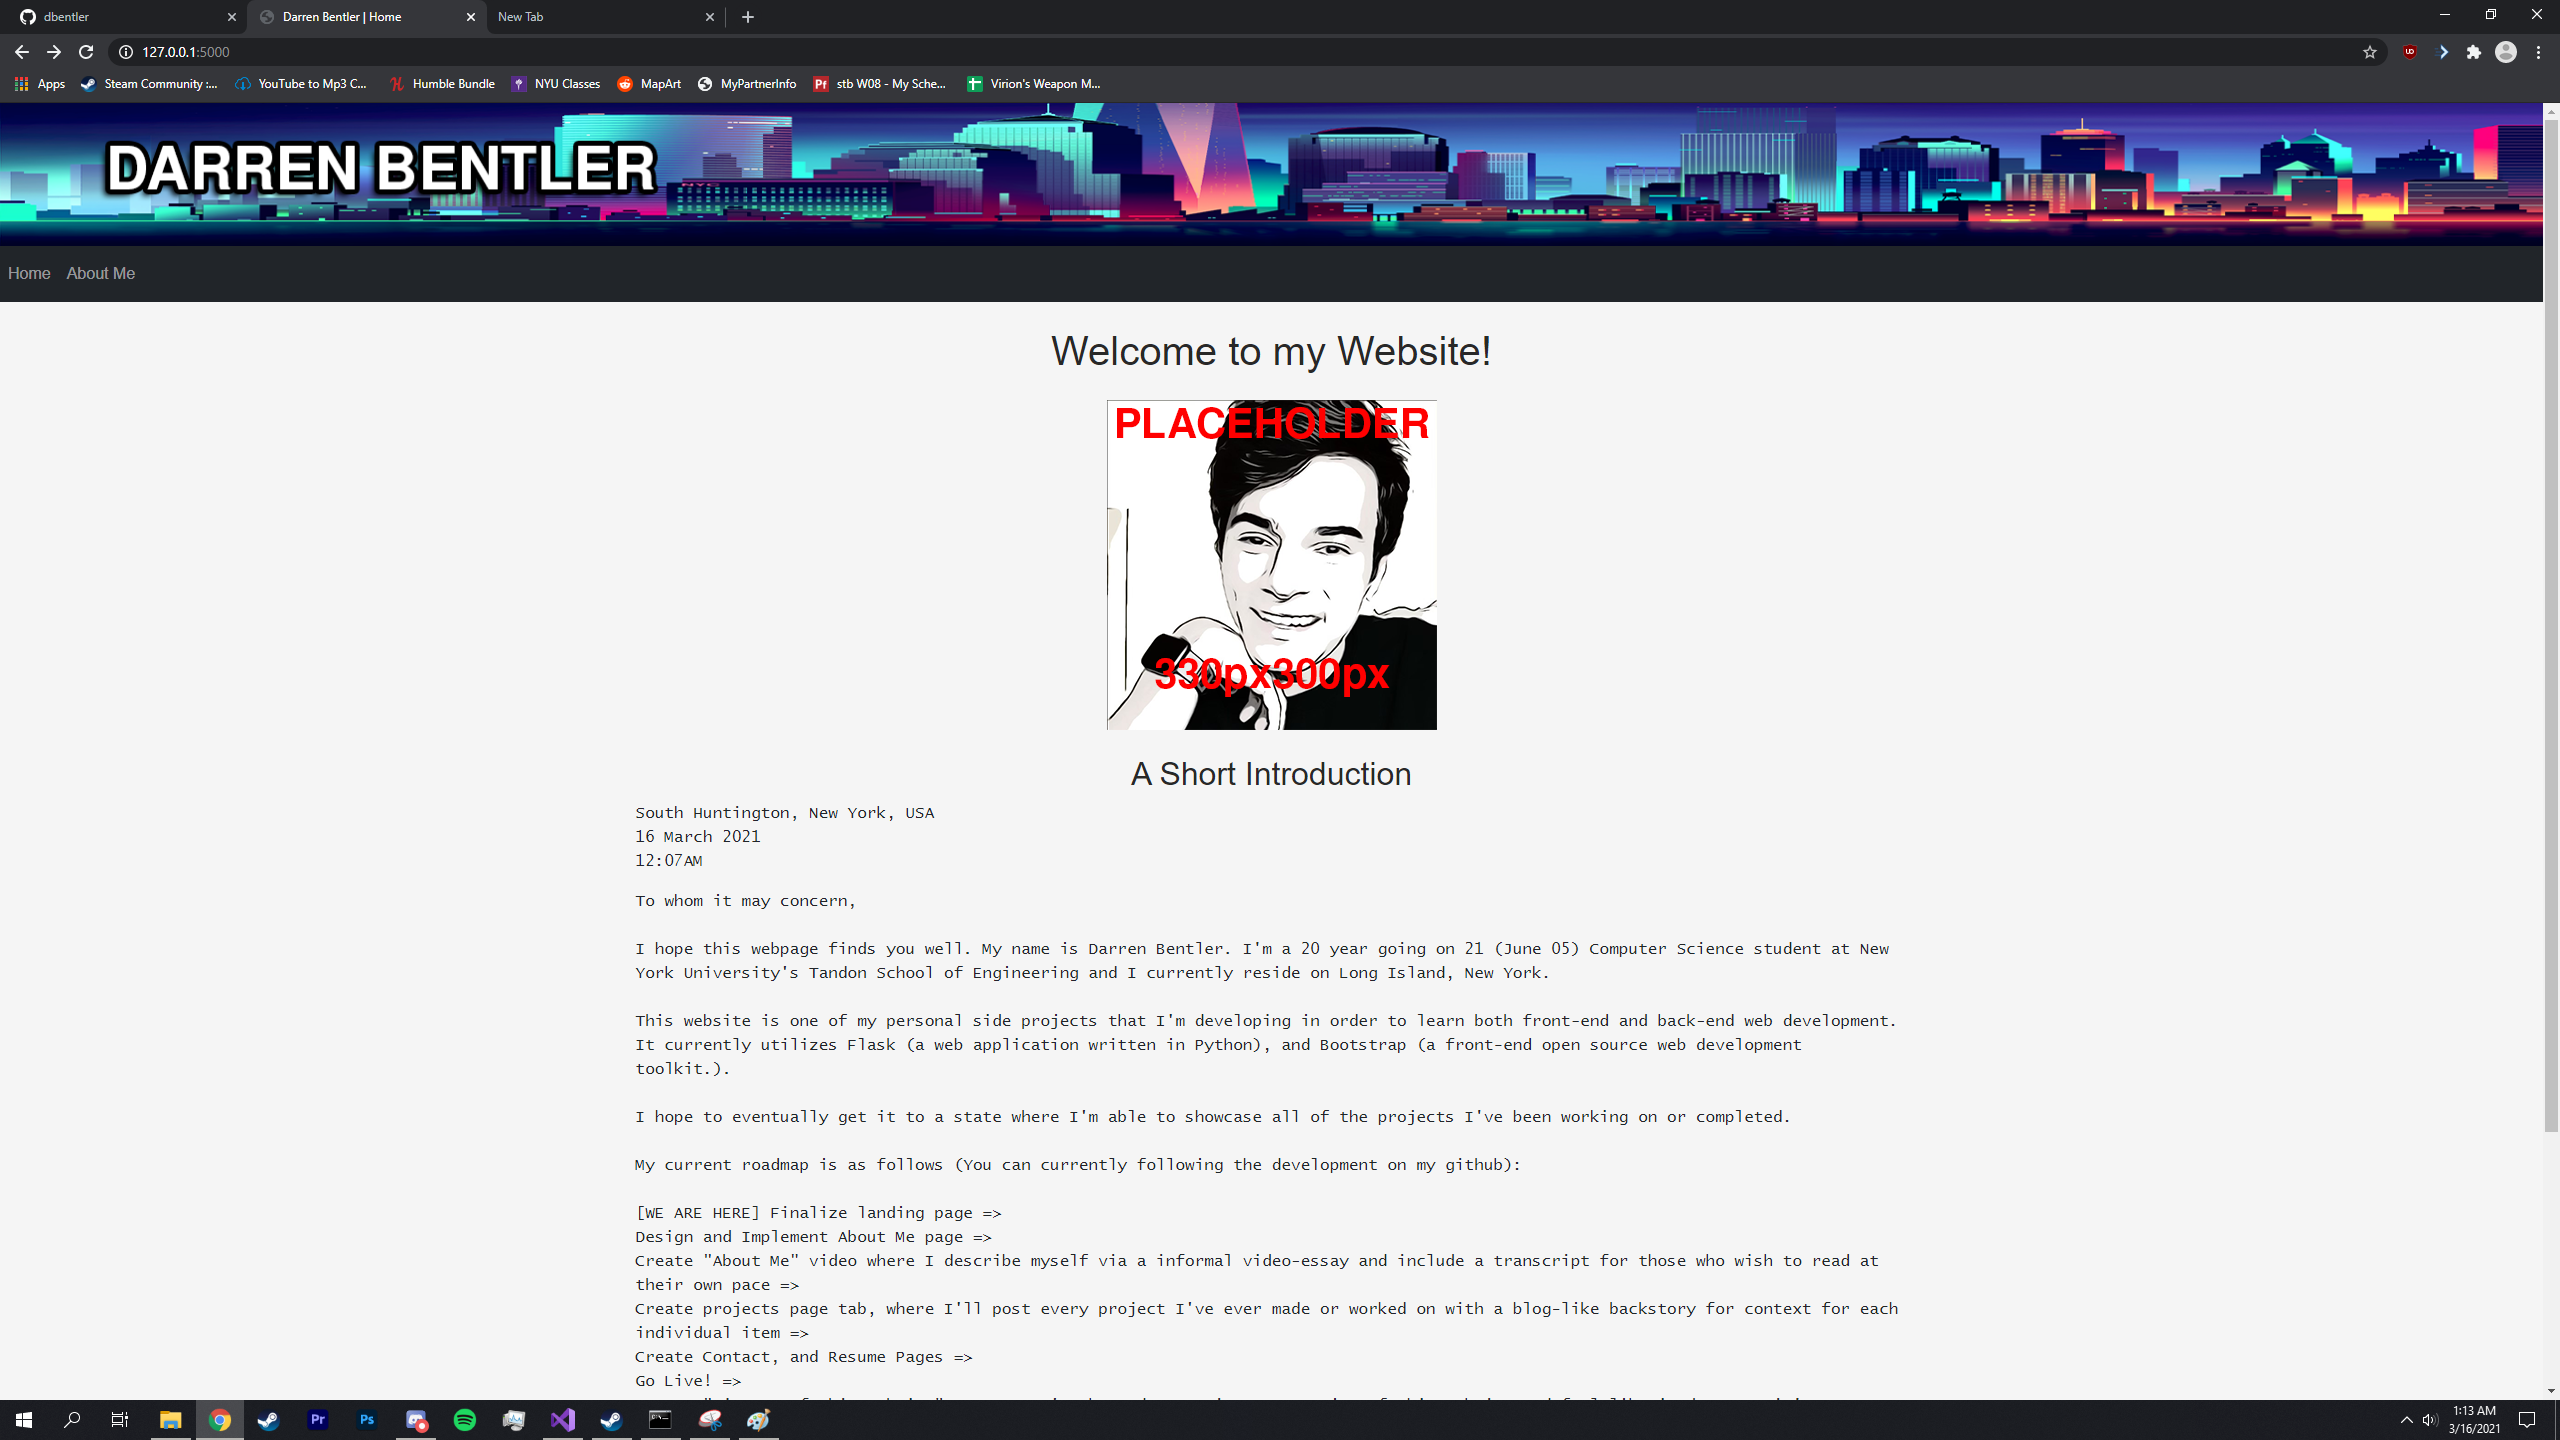 dbentler
Darren Bentler | Home
New Tab
127.0.0.1:5000
Apps
Steam Community :...
YouTube to Mp3 C...
Humble Bundle
NYU Classes
MapArt
MyPartnerInfo
stb W08 - My Sche...
Virion's Weapon M...
DARREN BENTLER
Home
About Me
Welcome to my Website!
PLACEHOLDER
330px300px
A Short Introduction
South Huntington, New York, USA
16 March 2021
12:07AM
To whom it may concern,
I hope this webpage finds you well. My name is Darren Bentler. I'm a 20 year going on 21 (June 05) Computer Science student at New
York University's Tandon School of Engineering and I currently reside on Long Island, New York.
This website is one of my personal side projects that I'm developing in order to learn both front-end and back-end web development.
It currently utilizes Flask (a web application written in Python), and Bootstrap (a front-end open source web development
toolkit.).
I hope to eventually get it to a state where I'm able to showcase all of the projects I've been working on or completed.
My current roadmap is as follows (You can currently following the development on my github):
[WE ARE HERE] Finalize landing page =>
Design and Implement About Me page =>
Create "About Me" video where I describe myself via a informal video-essay and include a transcript for those who wish to read at
their own pace =>
Create projects page tab, where I'll post every project I've ever made or worked on with a blog-like backstory for context for each
individual item =>
Create Contact, and Resume Pages =>
Go Live! =>
Pr
Ps
1:13 AM
3/16/2021